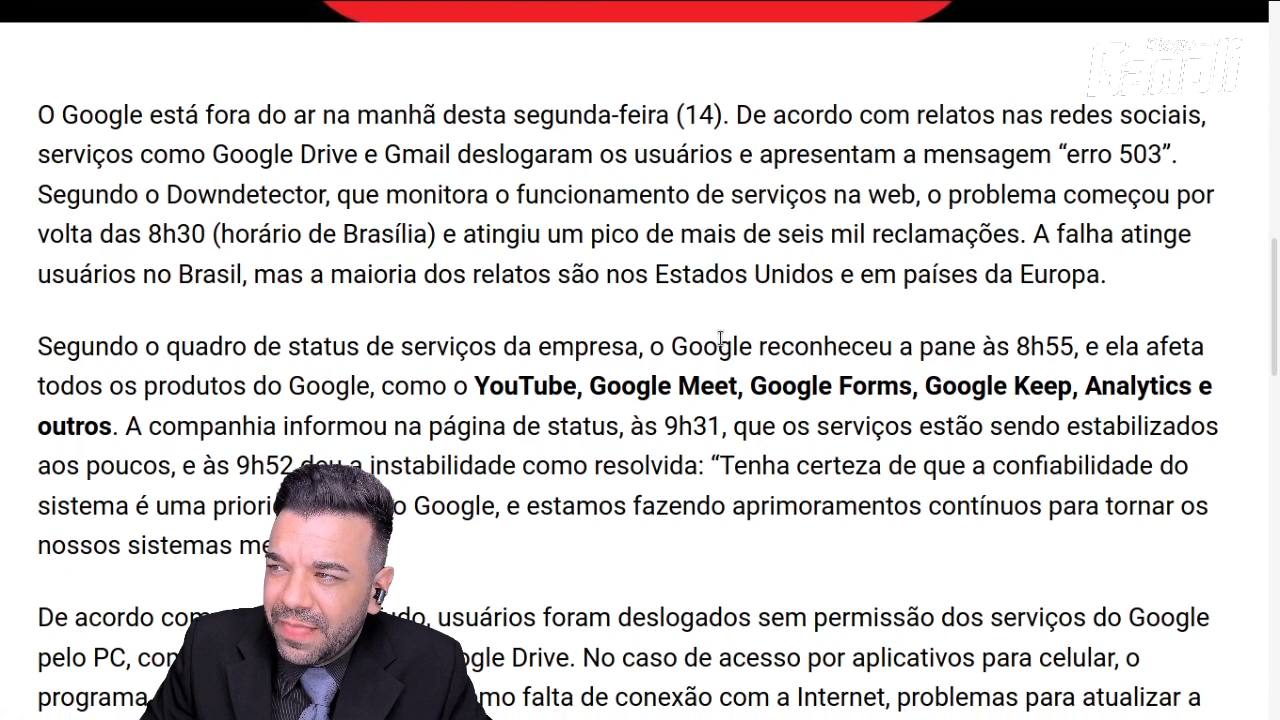 O Google está fora do ar na manhã desta segunda-feira (14). De acordo com relatos nas redes sociais,
serviços como Google Drive e Gmail deslogaram os usuários e apresentam a mensagem “erro 503”.
Segundo o Downdetector, que monitora o funcionamento de serviços na web, o problema começou por
volta das 8h30 (horário de Brasília) e atingiu um pico de mais de seis mil reclamações. A falha atinge
usuários no Brasil, mas a maioria dos relatos são nos Estados Unidos e em países da Europa.
Segundo o quadro de status de serviços da empresa, o Google reconheceu a pane às 8h55, e ela afeta
todos os produtos do Google, como o YouTube, Google Meet, Google Forms, Google Keep, Analytics e
outros. A companhia informou na página de status, às 9h31, que os serviços estão sendo estabilizados
aos poucos, e às 9h52 deu a instabilidade como resolvida: “Tenha certeza de que a confiabilidade do
sistema é uma o Google, e estamos fazendo aprimoramentos contínuos para tornar os
nossos sistemas
De acordo usuários foram deslogados sem permissão dos serviços do Google
pelo PC, Drive. No caso de acesso por aplicativos para celular, o
programa falta de conexão com a Internet, problemas para atualizar a